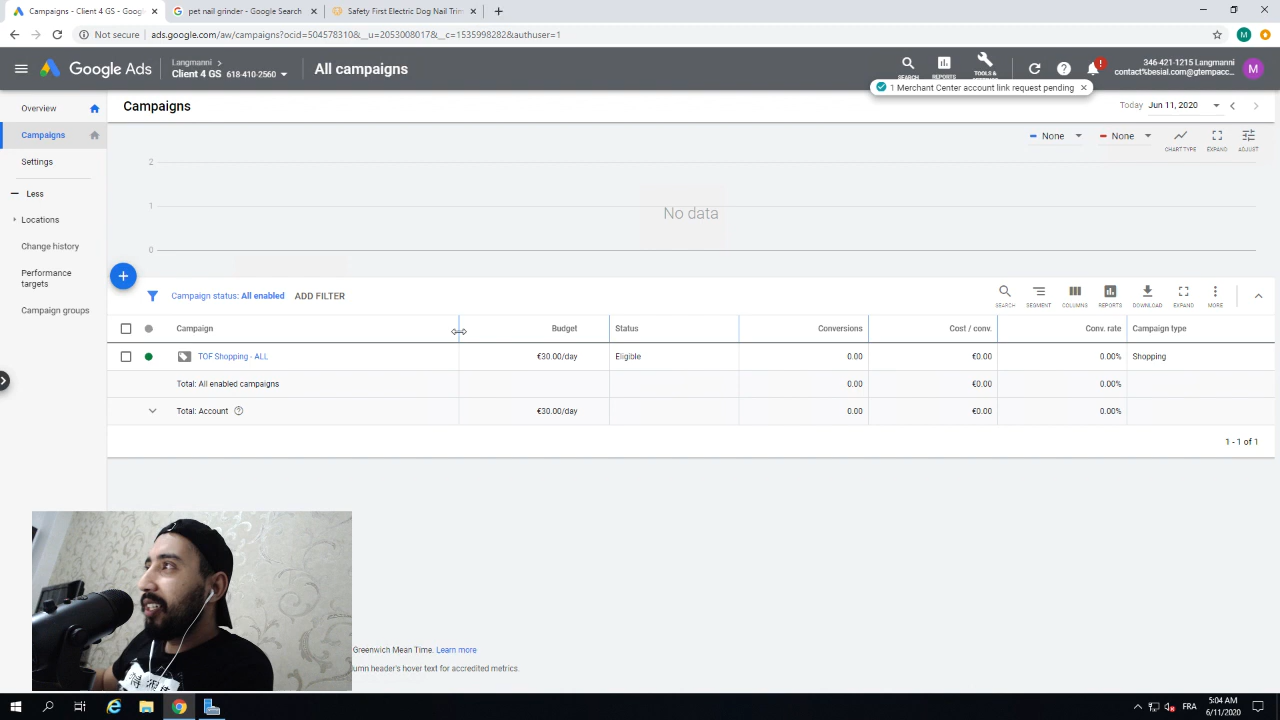 Campaigns - Client 4 GS - Google
pet nail grinder - Google Search
Safety First Electric Dog Nail Trim
Not secure
ads.google.com/aw/campaigns?ocid=504578310&__u=2053008017&__c=1535998282&authuser=1
M
Google Ads
Langmanni >
Client 4 GS 618-410-2560
All campaigns
SEARCH
REPORTS
TOOLS &
346-421-1215 Langmanni
contact%besial.com@gtempacc...
M
1 Merchant Center account link request pending
Overview
Campaigns
Settings
Less
Locations
Change history
Performance
targets
Campaign groups
Campaigns
Today Jun 11, 2020
None
None
CHART TYPE
EXPAND
ADJUST
2
1
0
No data
Campaign status: All enabled
ADD FILTER
SEARCH
SEGMENT
COLUMNS
REPORTS
DOWNLOAD
EXPAND
MORE
Campaign Budget Status Conversions Cost / conv. Conv. rate Campaign type
TOF Shopping - ALL €30.00/day Eligible 0.00 €0.00 0.00% Shopping
Total: All enabled campaigns 0.00 €0.00 0.00%
Total: Account €30.00/day 0.00 €0.00 0.00%
1 - 1 of 1
Greenwich Mean Time. Learn more
lumn header's hover text for accredited metrics.
FRA
5:04 AM
6/11/2020